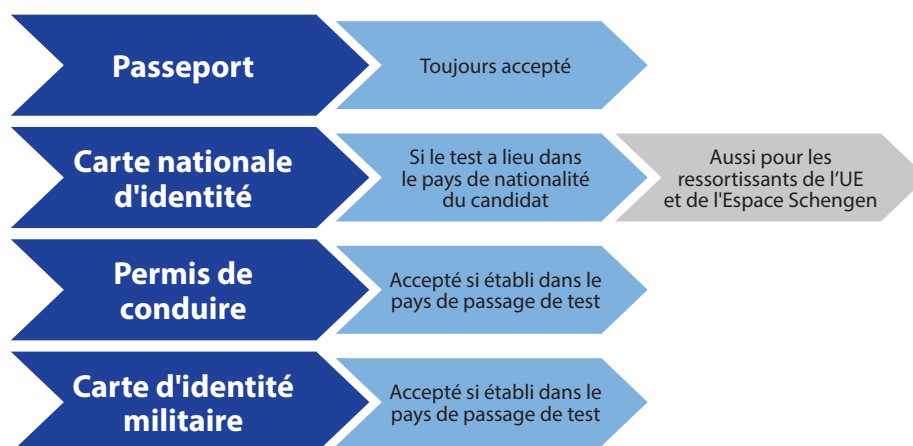 Passeport
Toujours accepté
Carte nationale
d'identité
Si le test a lieu dans
le pays de nationalité
du candidat
Aussi pour les
ressortissants de l’UE
et de l'Espace Schengen
Permis de
conduire
Accepté si établi dans le
pays de passage de test
Carte d'identité
militaire
Accepté si établi dans le
pays de passage de test